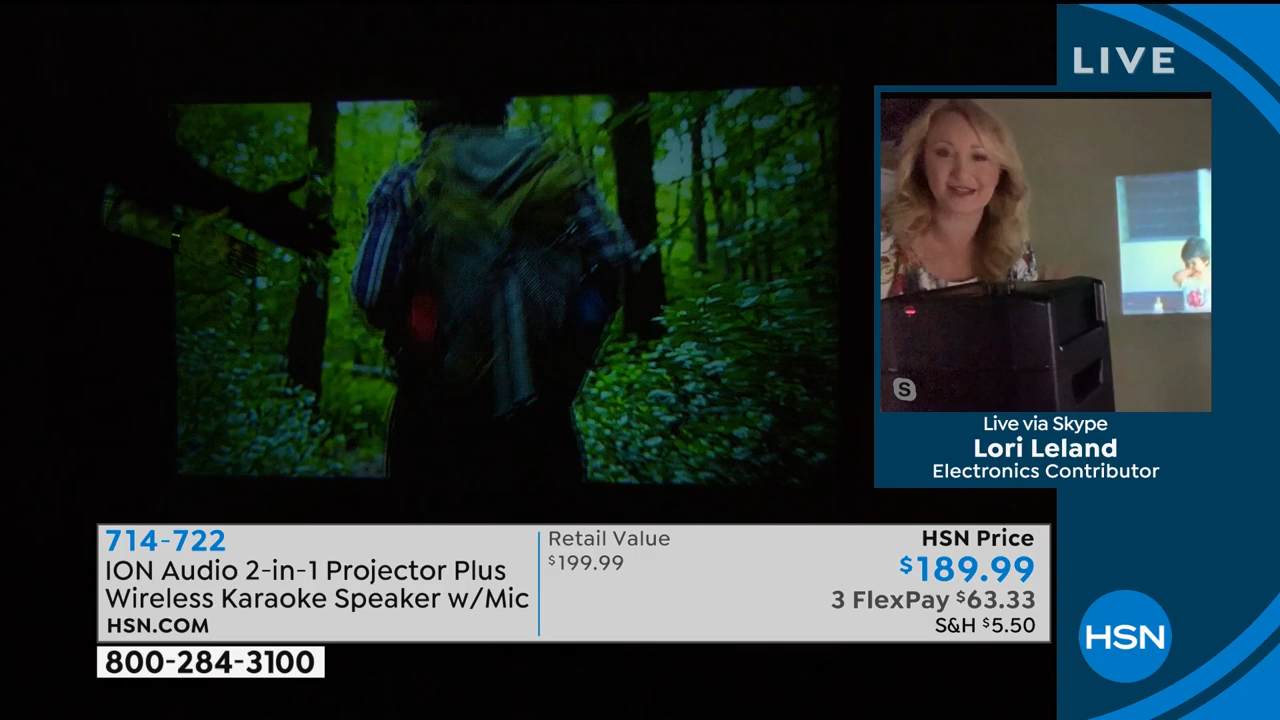 LIVE
S
Live via Skype
Lori Leland
Electronics Contributor
714-722
ION Audio 2-in-1 Projector Plus
Wireless Karaoke Speaker w/Mic
HSN.COM
Retail Value
$199.99
HSN Price
$189.99
3 FlexPay $63.33
S&H $5.50
800-284-3100
HSN